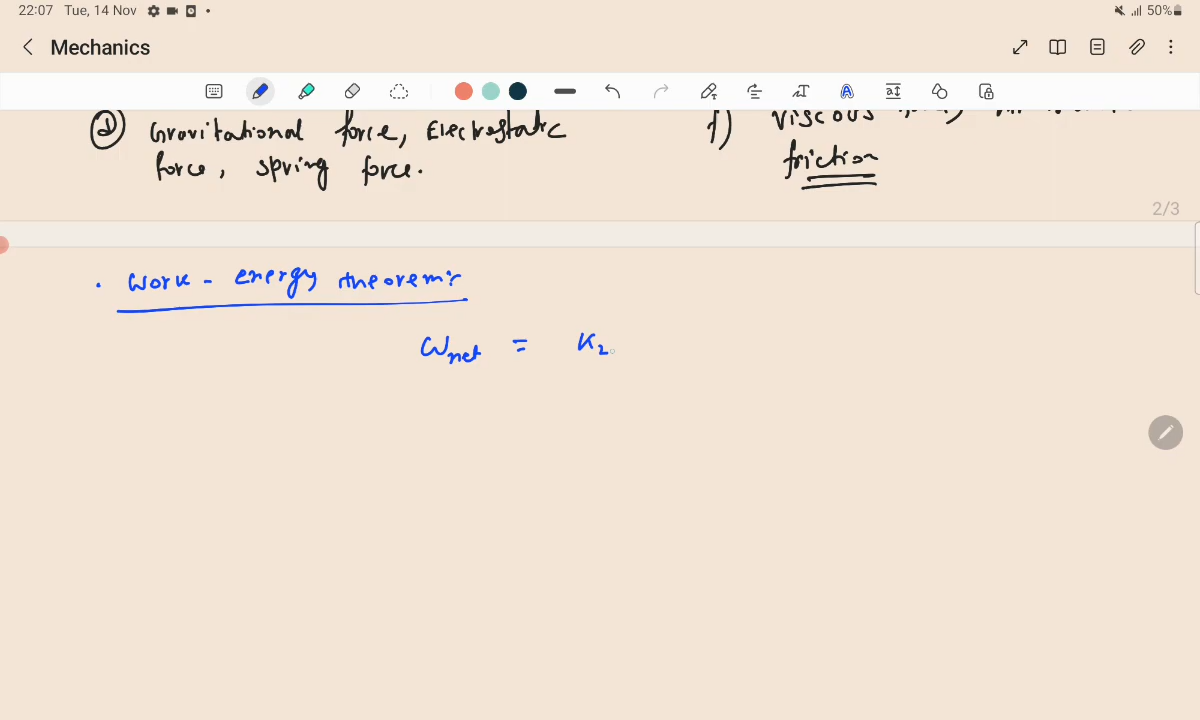 22:07 Tue, 14 Nov 50%
Mechanics
d) Gravitational force, Electrostatic
force, spring force.
f) viscous
friction
2/3
. Work - energy theorem:
Wnet = K2